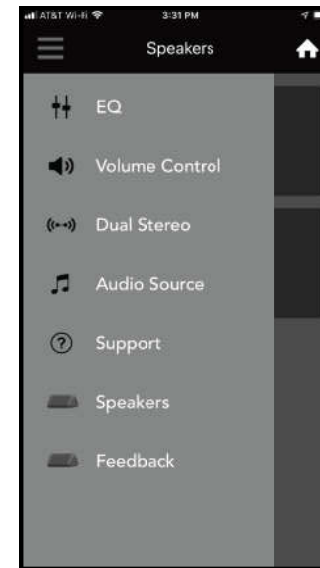 AT&T Wi-Fi 3:31 PM
Speakers
EQ
Volume Control
Dual Stereo
Audio Source
? Support
Speakers
Feedback